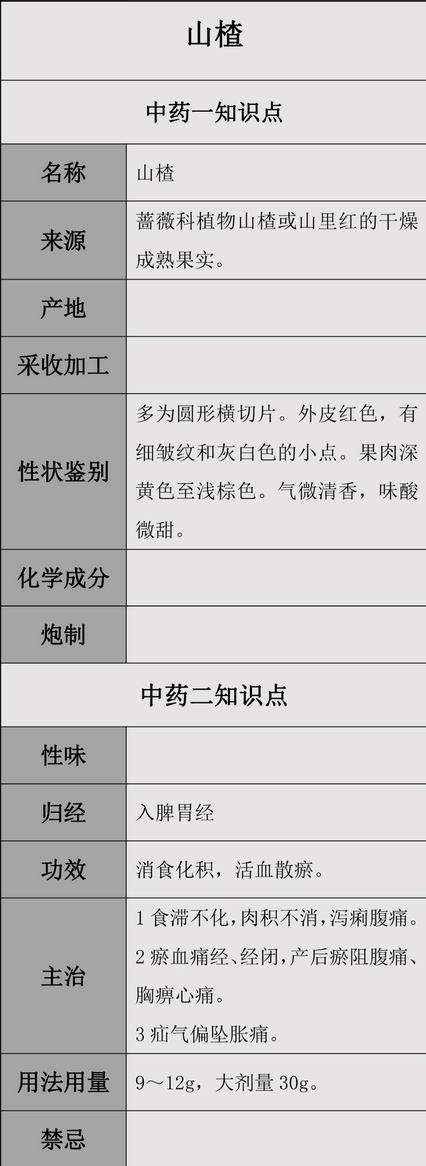 山楂
中药一知识点
名称
山楂
来源
蔷薇科植物山楂或山里红的干燥
成熟果实。
产地
采收加工
性状鉴别
多为圆形横切片。外皮红色，有
细皱纹和灰白色的小点。果肉深
黄色至浅棕色。气微清香，味酸
微甜。
化学成分
炮制
中药二知识点
性味
归经
入脾胃经
功效
消食化积，活血散瘀。
主治
1 食滞不化,肉积不消,泻痢腹痛。
2 瘀血痛经、经闭,产后瘀阻腹痛、
胸痹心痛。
3 疝气偏坠胀痛。
用法用量
9～12g，大剂量 30g。
禁忌